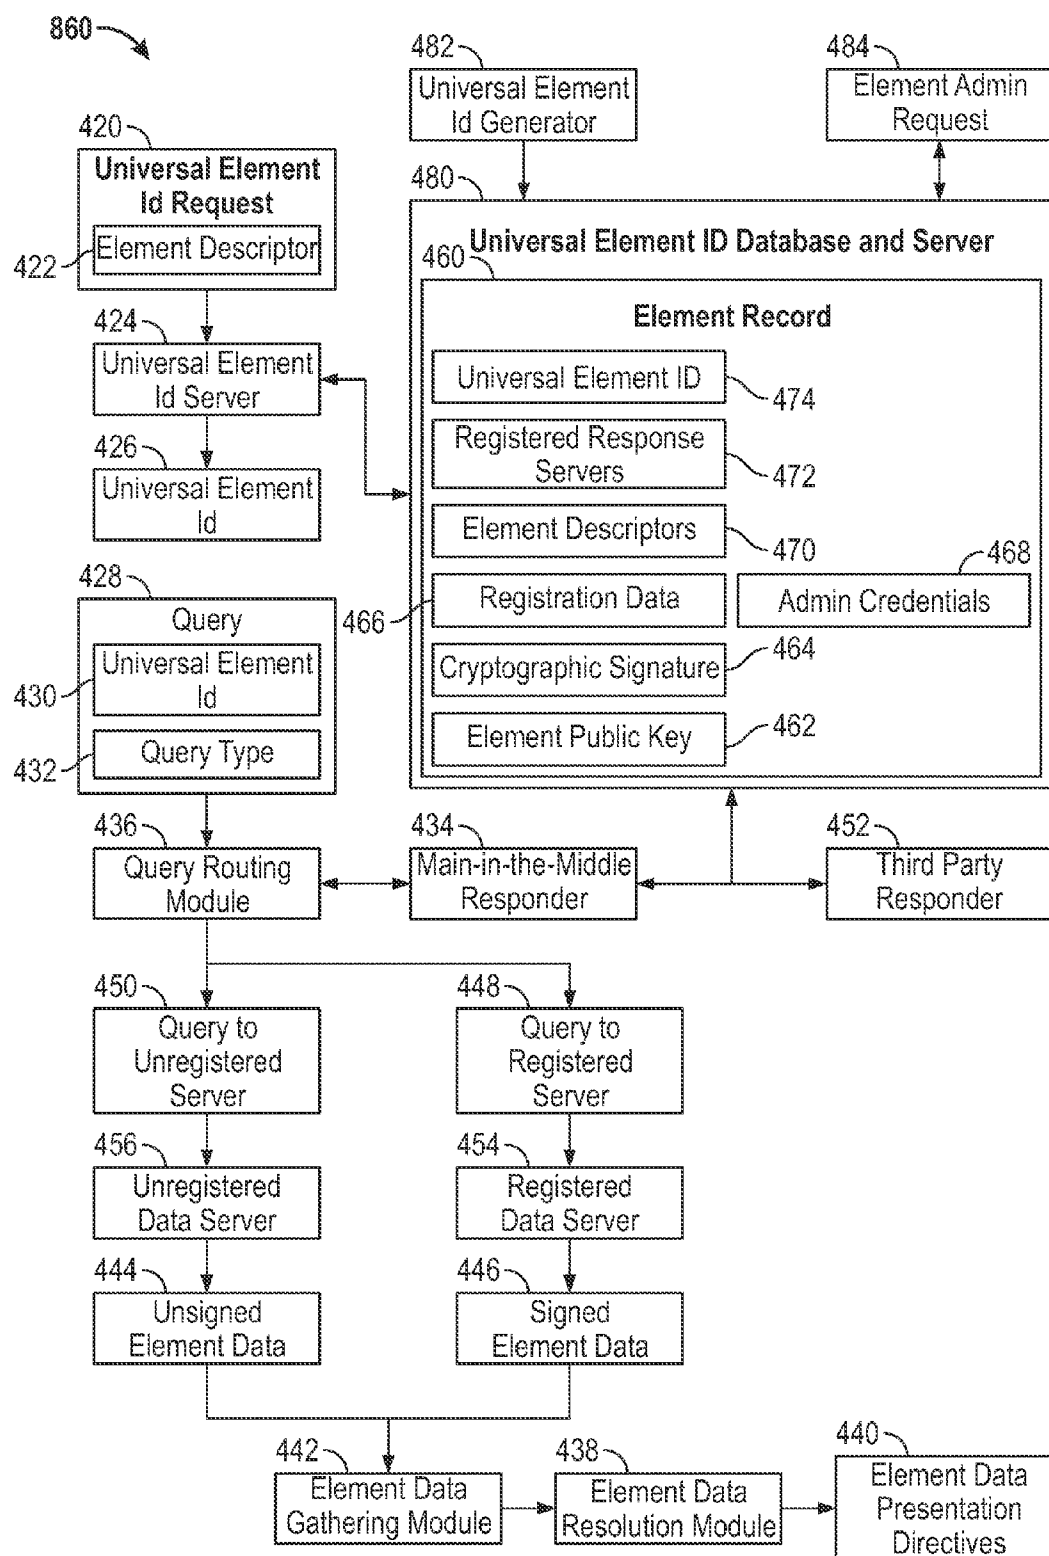 860
482
Universal Element
Id Generator
484
Element Admin
Request
420
Universal Element
Id Request
422
Element Descriptor
424
Universal Element
Id Server
426
Universal Element
Id
480
Universal Element ID Database and Server
460
Element Record
Universal Element ID
474
Registered Response
Servers
472
Element Descriptors
470
466
Registration Data
468
Admin Credentials
Cryptographic Signature
464
Element Public Key
462
428
Query
430
Universal Element
Id
432
Query Type
436
Query Routing
Module
434
Main-in-the-Middle
Responder
452
Third Party
Responder
450
Query to
Unregistered
Server
448
Query to
Registered
Server
456
Unregistered
Data Server
454
Registered
Data Server
444
Unsigned
Element Data
446
Signed
Element Data
442
Element Data
Gathering Module
438
Element Data
Resolution Module
440
Element Data
Presentation
Directives